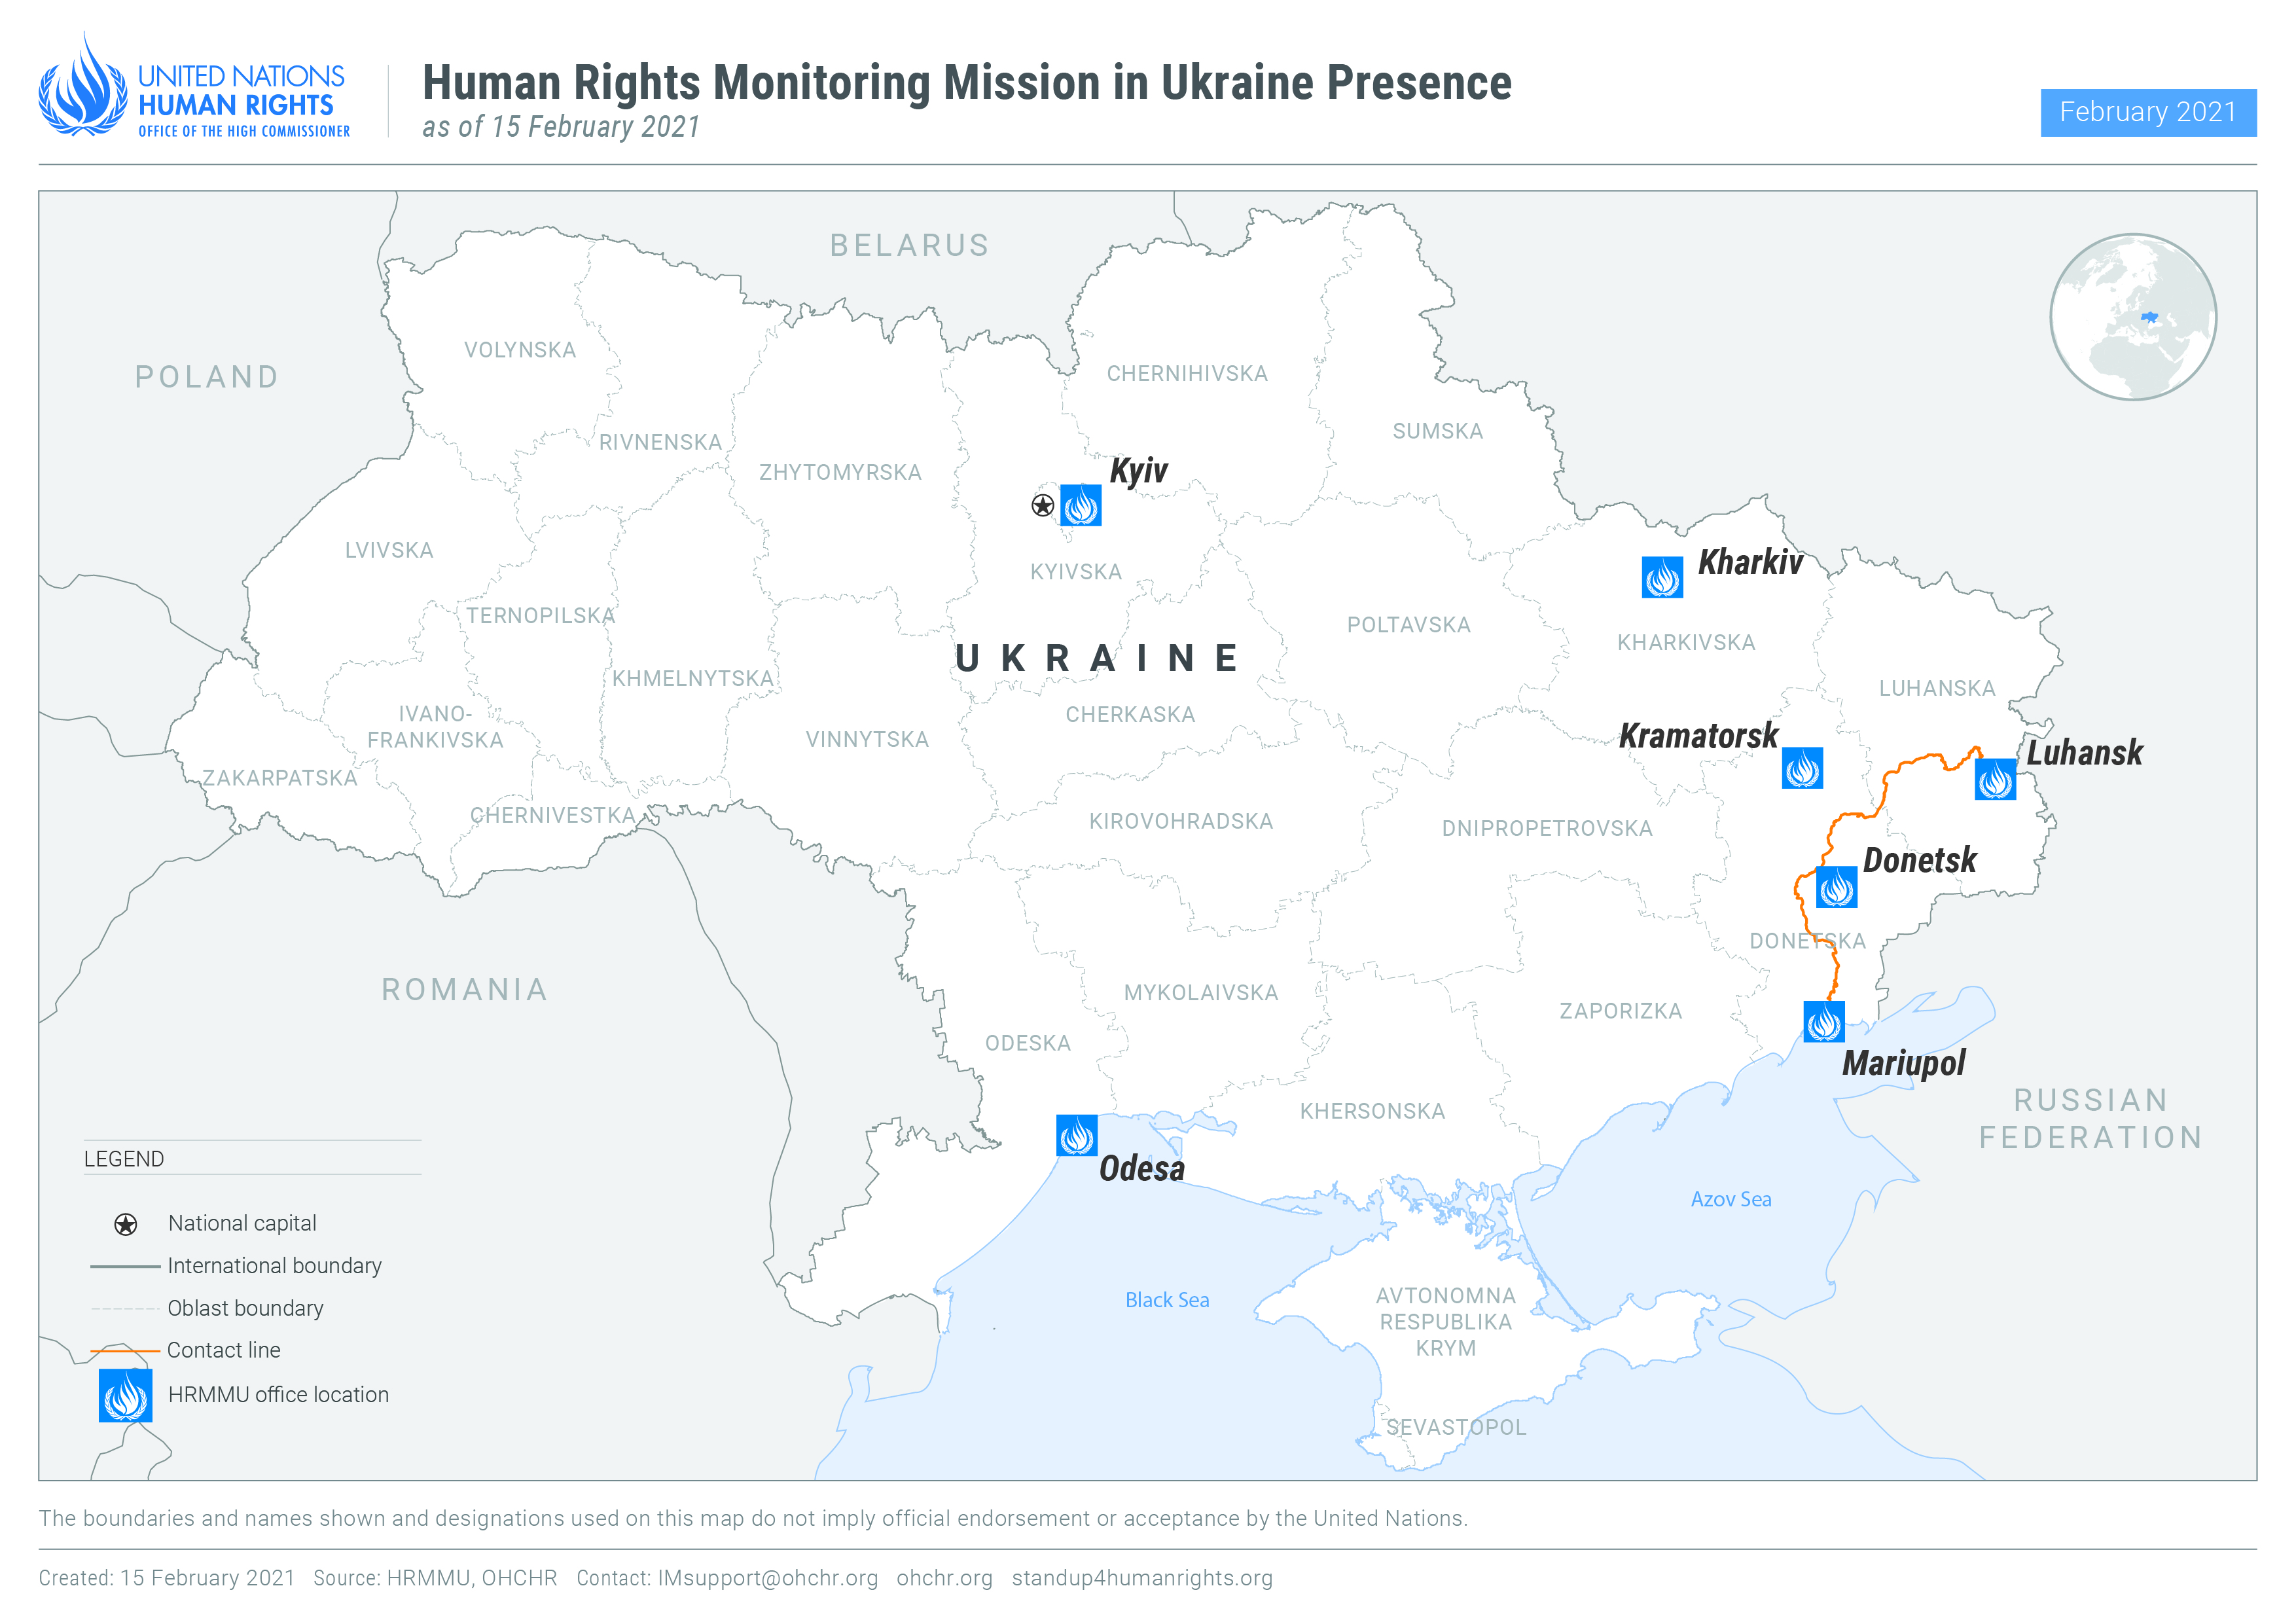 UNITED NATIONS
HUMAN RIGHTS
OFFICE OF THE HIGH COMMISSIONER
Human Rights Monitoring Mission in Ukraine Presence
as of 15 February 2021
February 2021
BELARUS
POLAND
VOLYNSKA
CHERNIHIVSKA
RIVNENSKA
SUMSKA
ZHYTOMYRSKA
Kyiv
LVIVSKA
KYIVSKA
Kharkiv
TERNOPILSKA
POLTAVSKA
KHARKIVSKA
UKRAINE
KHMELNYTSKA
LUHANSKA
IVANO-
FRANKIVSKA
CHERKASKA
VINNYTSKA
Kramatorsk
Luhansk
ZAKARPATSKA
CHERNIVESTKA
KIROVOHRADSKA
DNIPROPETROVSKA
Donetsk
DONETSKA
ROMANIA
MYKOLAIVSKA
ZAPORIZKA
ODESKA
Mariupol
KHERSONSKA
RUSSIAN
FEDERATION
Odesa
Azov Sea
Black Sea
AVTONOMNA
RESPUBLIKA
KRYM
SEVASTOPOL
LEGEND
National capital
International boundary
Oblast boundary
Contact line
HRMMU office location
The boundaries and names shown and designations used on this map do not imply official endorsement or acceptance by the United Nations.
Created: 15 February 2021 Source: HRMMU, OHCHR Contact: IMsupport@ohchr.org ohchr.org standup4humanrights.org